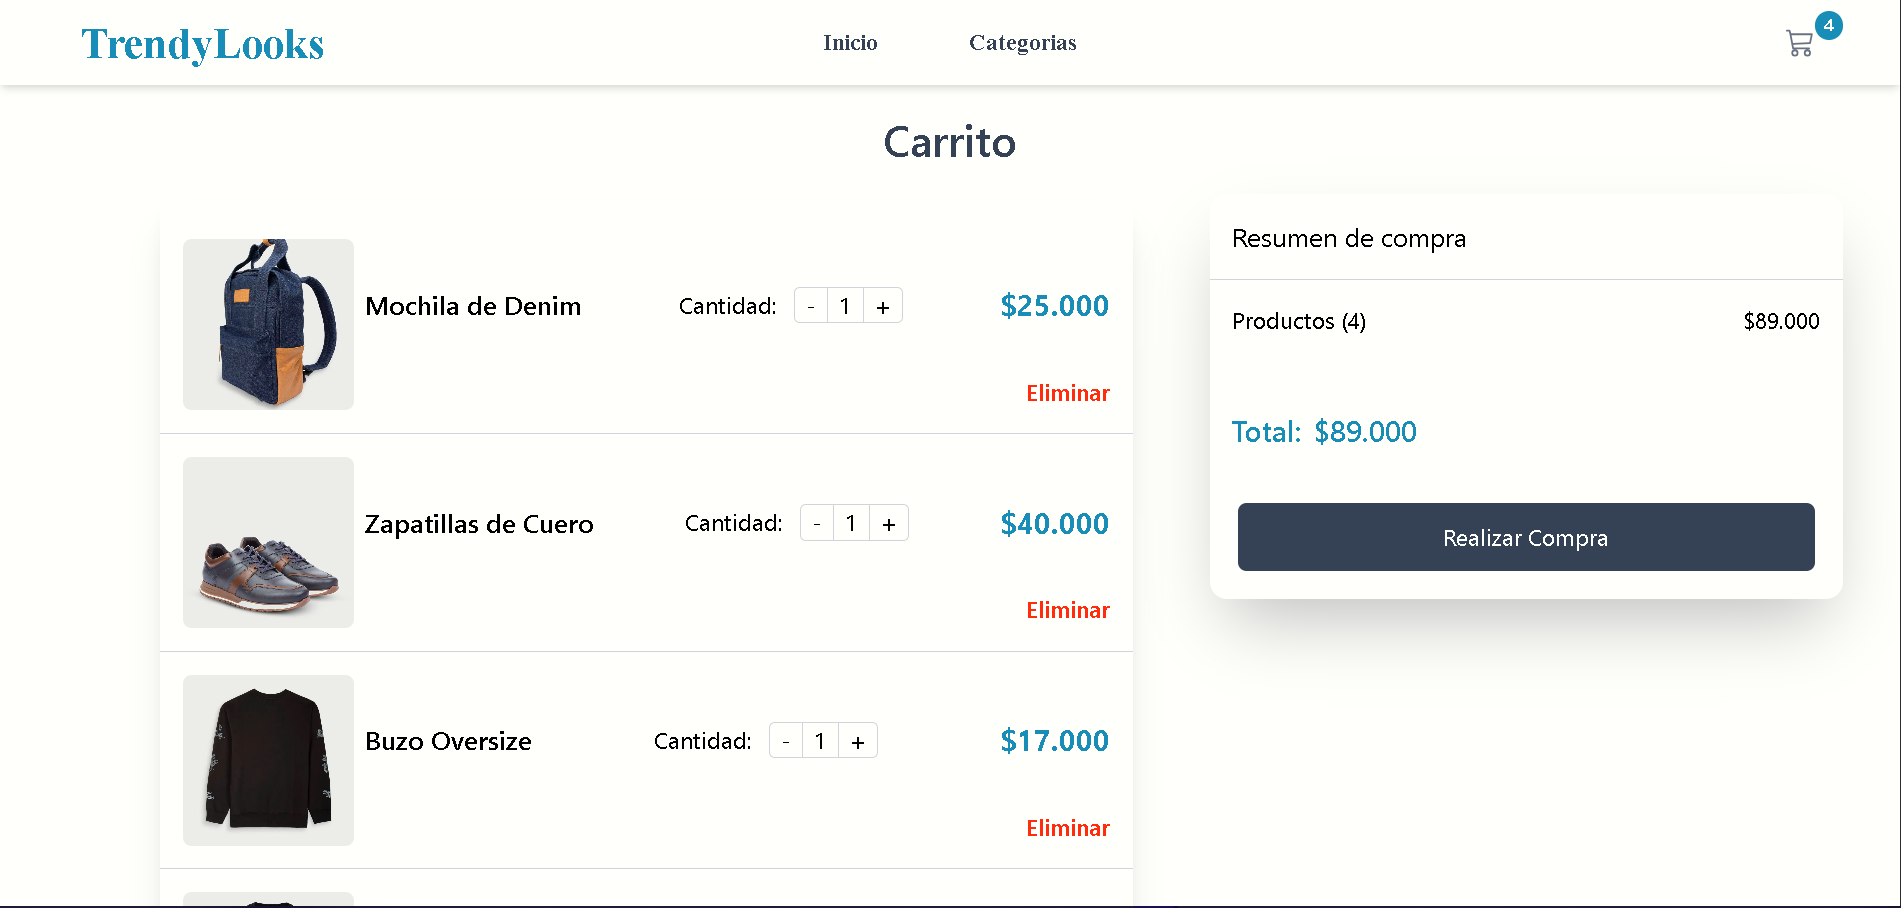 TrendyLooks
Inicio
Categorias
4
Carrito
Mochila de Denim
Cantidad:
- 1 +
$25.000
Eliminar
Zapatillas de Cuero
Cantidad:
- 1 +
$40.000
Eliminar
Buzo Oversize
Cantidad:
- 1 +
$17.000
Eliminar
Resumen de compra
Productos (4)
$89.000
Total: $89.000
Realizar Compra